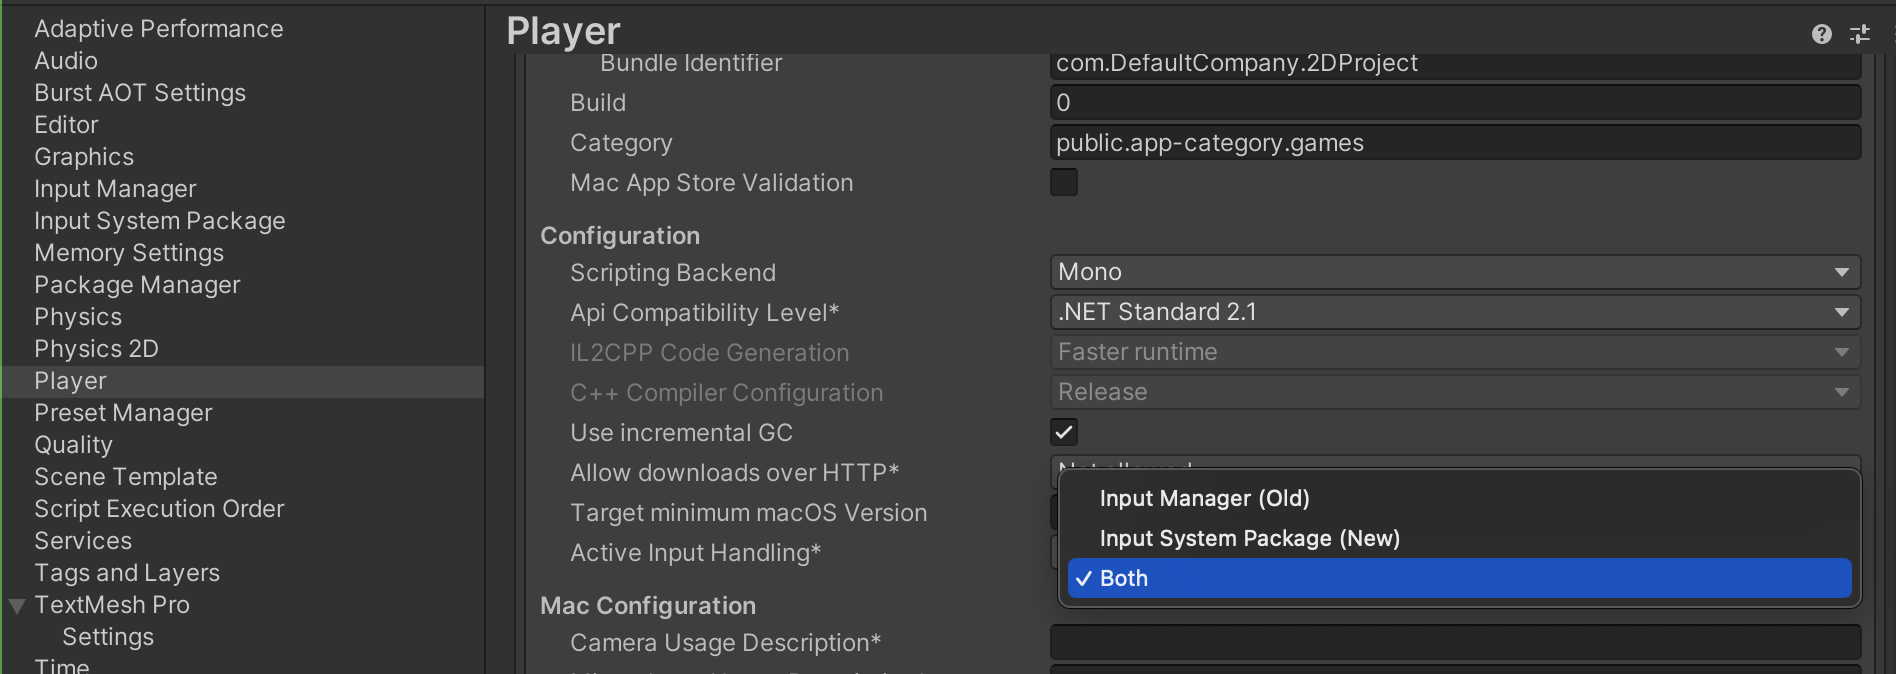 Adaptive Performance
Audio
Burst AOT Settings
Editor
Graphics
Input Manager
Input System Package
Memory Settings
Package Manager
Physics
Physics 2D
Player
Preset Manager
Quality
Scene Template
Script Execution Order
Services
Tags and Layers
TextMesh Pro
Settings
Time
Player
Bundle Identifier com.DefaultCompany.2DProject
Build 0
Category public.app-category.games
Mac App Store Validation
Configuration
Scripting Backend Mono
Api Compatibility Level* .NET Standard 2.1
IL2CPP Code Generation Faster runtime
C++ Compiler Configuration Release
Use incremental GC
Allow downloads over HTTP* Not allowed
Target minimum macOS Version
Active Input Handling*
Input Manager (Old)
Input System Package (New)
Both
Mac Configuration
Camera Usage Description*